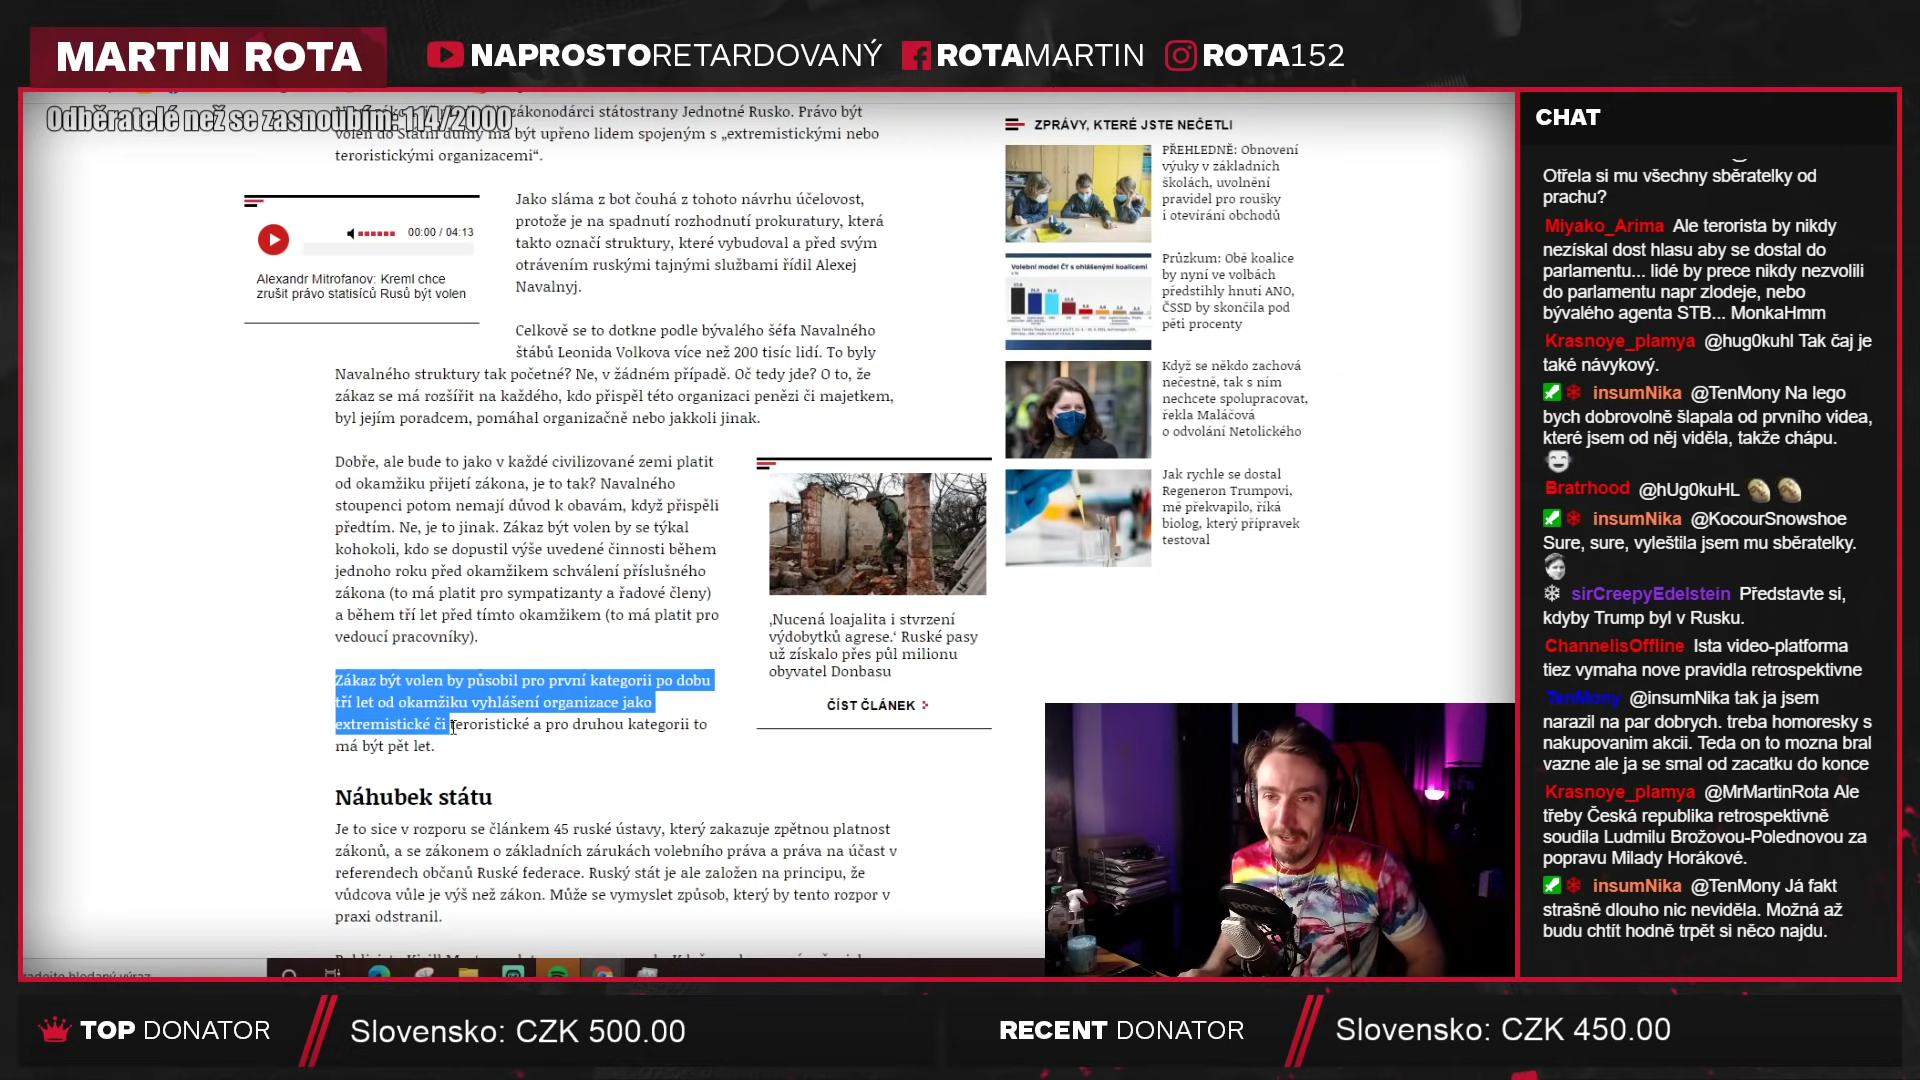 MARTIN ROTA
NAPROSTORETARDOVANÝ
ROTAMARTIN
ROTA152
Odběratelé než se zasnoubím: 114/2000
zákonodárci státostrany Jednotné Rusko. Právo být
volen do Státní dumy má být upřeno lidem spojeným s „extremistickými nebo
teroristickými organizacemi“.
00:00 / 04:13
Alexandr Mitrofanov: Kreml chce
zrušit právo statisíců Rusů být volen
Jako sláma z bot čouhá z tohoto návrhu účelovost,
protože je na spadnutí rozhodnutí prokuratury, která
takto označí struktury, které vybudoval a před svým
otrávením ruskými tajnými službami řídil Alexej
Navalnyj.
Celkově se to dotkne podle bývalého šéfa Navalného
štábů Leonida Volkova více než 200 tisíc lidí. To byly
Navalného struktury tak početné? Ne, v žádném případě. Oč tedy jde? O to, že
zákaz se má rozšířit na každého, kdo přispěl této organizaci penězi či majetkem,
byl jejím poradcem, pomáhal organizačně nebo jakkoli jinak.
Dobře, ale bude to jako v každé civilizované zemi platit
od okamžiku přijetí zákona, je to tak? Navalného
stoupenci potom nemají důvod k obavám, když přispěli
předtím. Ne, je to jinak. Zákaz být volen by se týkal
kohokoli, kdo se dopustil výše uvedené činnosti během
jednoho roku před okamžikem schválení příslušného
zákona (to má platit pro sympatizanty a řadové členy)
a během tří let před tímto okamžikem (to má platit pro
vedoucí pracovníky).
Zákaz být volen by působil pro první kategorii po dobu
tří let od okamžiku vyhlášení organizace jako
extremistické či teroristické a pro druhou kategorii to
má být pět let.
Náhubek státu
Je to sice v rozporu se článkem 45 ruské ústavy, který zakazuje zpětnou platnost
zákonů, a se zákonem o základních zárukách volebního práva a práva na účast v
referendech občanů Ruské federace. Ruský stát je ale založen na principu, že
vůdcova vůle je výš než zákon. Může se vymyslet způsob, který by tento rozpor v
praxi odstranil.
‚Nucená loajalita i stvrzení
výdobytků agrese.‘ Ruské pasy
už získalo přes půl milionu
obyvatel Donbasu
ČÍST ČLÁNEK
ZPRÁVY, KTERÉ JSTE NEČETLI
PŘEHLEDNĚ: Obnovení
výuky v základních
školách, uvolnění
pravidel pro roušky
i otevírání obchodů
Volební model ČT s ohlášenými koalicemi
Průzkum: Obě koalice
by nyní ve volbách
předstihly hnutí ANO,
ČSSD by skončila pod
pěti procenty
Když se někdo zachová
nečestně, tak s ním
nechcete spolupracovat,
řekla Maláčová
o odvolání Netolického
Jak rychle se dostal
Regeneron Trumpovi,
mě překvapilo, říká
biolog, který přípravek
testoval
RODE
CHAT
Otřela si mu všechny sběratelky od
prachu?
Miyako_Arima Ale terorista by nikdy
nezískal dost hlasu aby se dostal do
parlamentu... lidé by prece nikdy nezvolili
do parlamentu napr zlodeje, nebo
bývalého agenta STB... MonkaHmm
Krasnoye_plamya @hug0kuhl Tak čaj je
také návykový.
insumNika @TenMony Na lego
bych dobrovolně šlapala od prvního videa,
které jsem od něj viděla, takže chápu.
Bratrhood @hUg0kuHL
insumNika @KocourSnowshoe
Sure, sure, vyleštila jsem mu sběratelky.
sirCreepyEdelstein Představte si,
kdyby Trump byl v Rusku.
ChannelisOffline Ista video-platforma
tiez vymaha nove pravidla retrospektivne
TenMony @insumNika tak ja jsem
narazil na par dobrych. treba homoresky s
nakupovanim akcii. Teda on to mozna bral
vazne ale ja se smal od zacatku do konce
Krasnoye_plamya @MrMartinRota Ale
třeby Česká republika retrospektivně
soudila Ludmilu Brožovou-Polednovou za
popravu Milady Horákové.
insumNika @TenMony Já fakt
strašně dlouho nic neviděla. Možná až
budu chtít hodně trpět si něco najdu.
TOP DONATOR
Slovensko: CZK 500.00
RECENT DONATOR
Slovensko: CZK 450.00